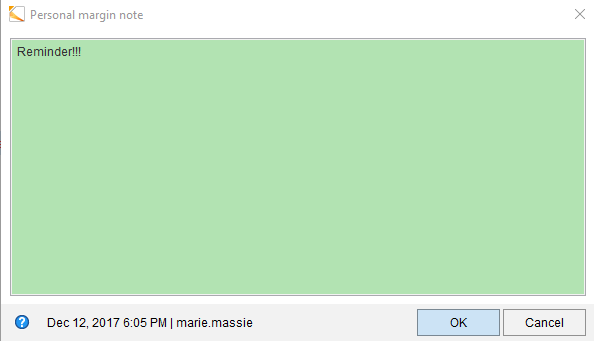 Personal margin note
Reminder!!!
Dec 12, 2017 6:05 PM | marie.massie
OK
Cancel